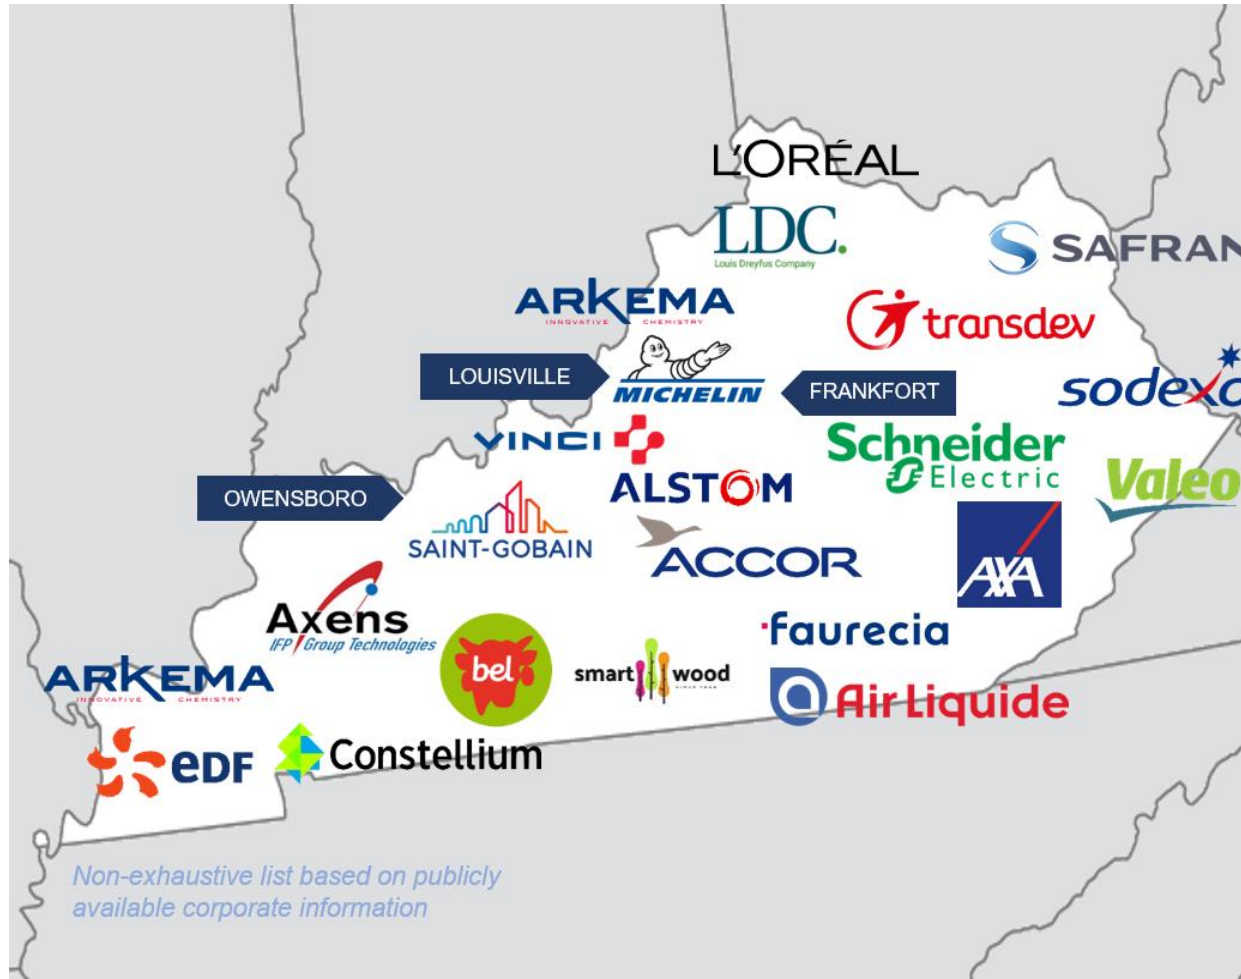 L'ORÉAL
LDC.
Louis Dreyfus Company
SAFRAN
ARKEMA
INNOVATIVE CHEMISTRY
transdev
LOUISVILLE
MICHELIN
FRANKFORT
sodexo
VINCI
Schneider
Electric
Valeo
ALSTOM
OWENSBORO
SAINT-GOBAIN
ACCOR
AXA
Axens
IFP Group Technologies
bel
smart wood
SINCE
faurecia
ARKEMA
INNOVATIVE CHEMISTRY
Air Liquide
eDF
Constellium
Non-exhaustive list based on publicly
available corporate information